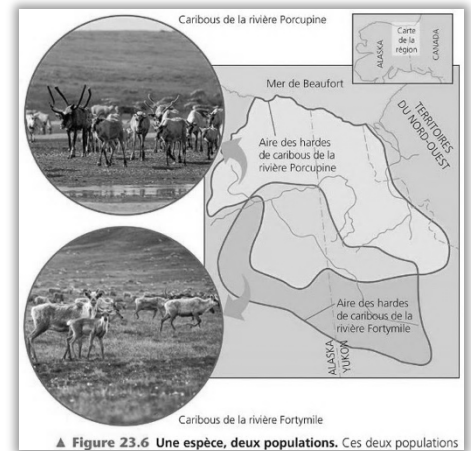 Caribous de la rivière Porcupine
Carte
de la
région
ALASKA
CANADA
Mer de Beaufort
TERRITOIRES
DU NORD-OUEST
Aire des hardes
de caribous de la
rivière Porcupine
Aire des hardes
de caribous de la
rivière Fortymile
ALASKA
YUKON
Caribous de la rivière Fortymile
▲ Figure 23.6 Une espèce, deux populations. Ces deux populations